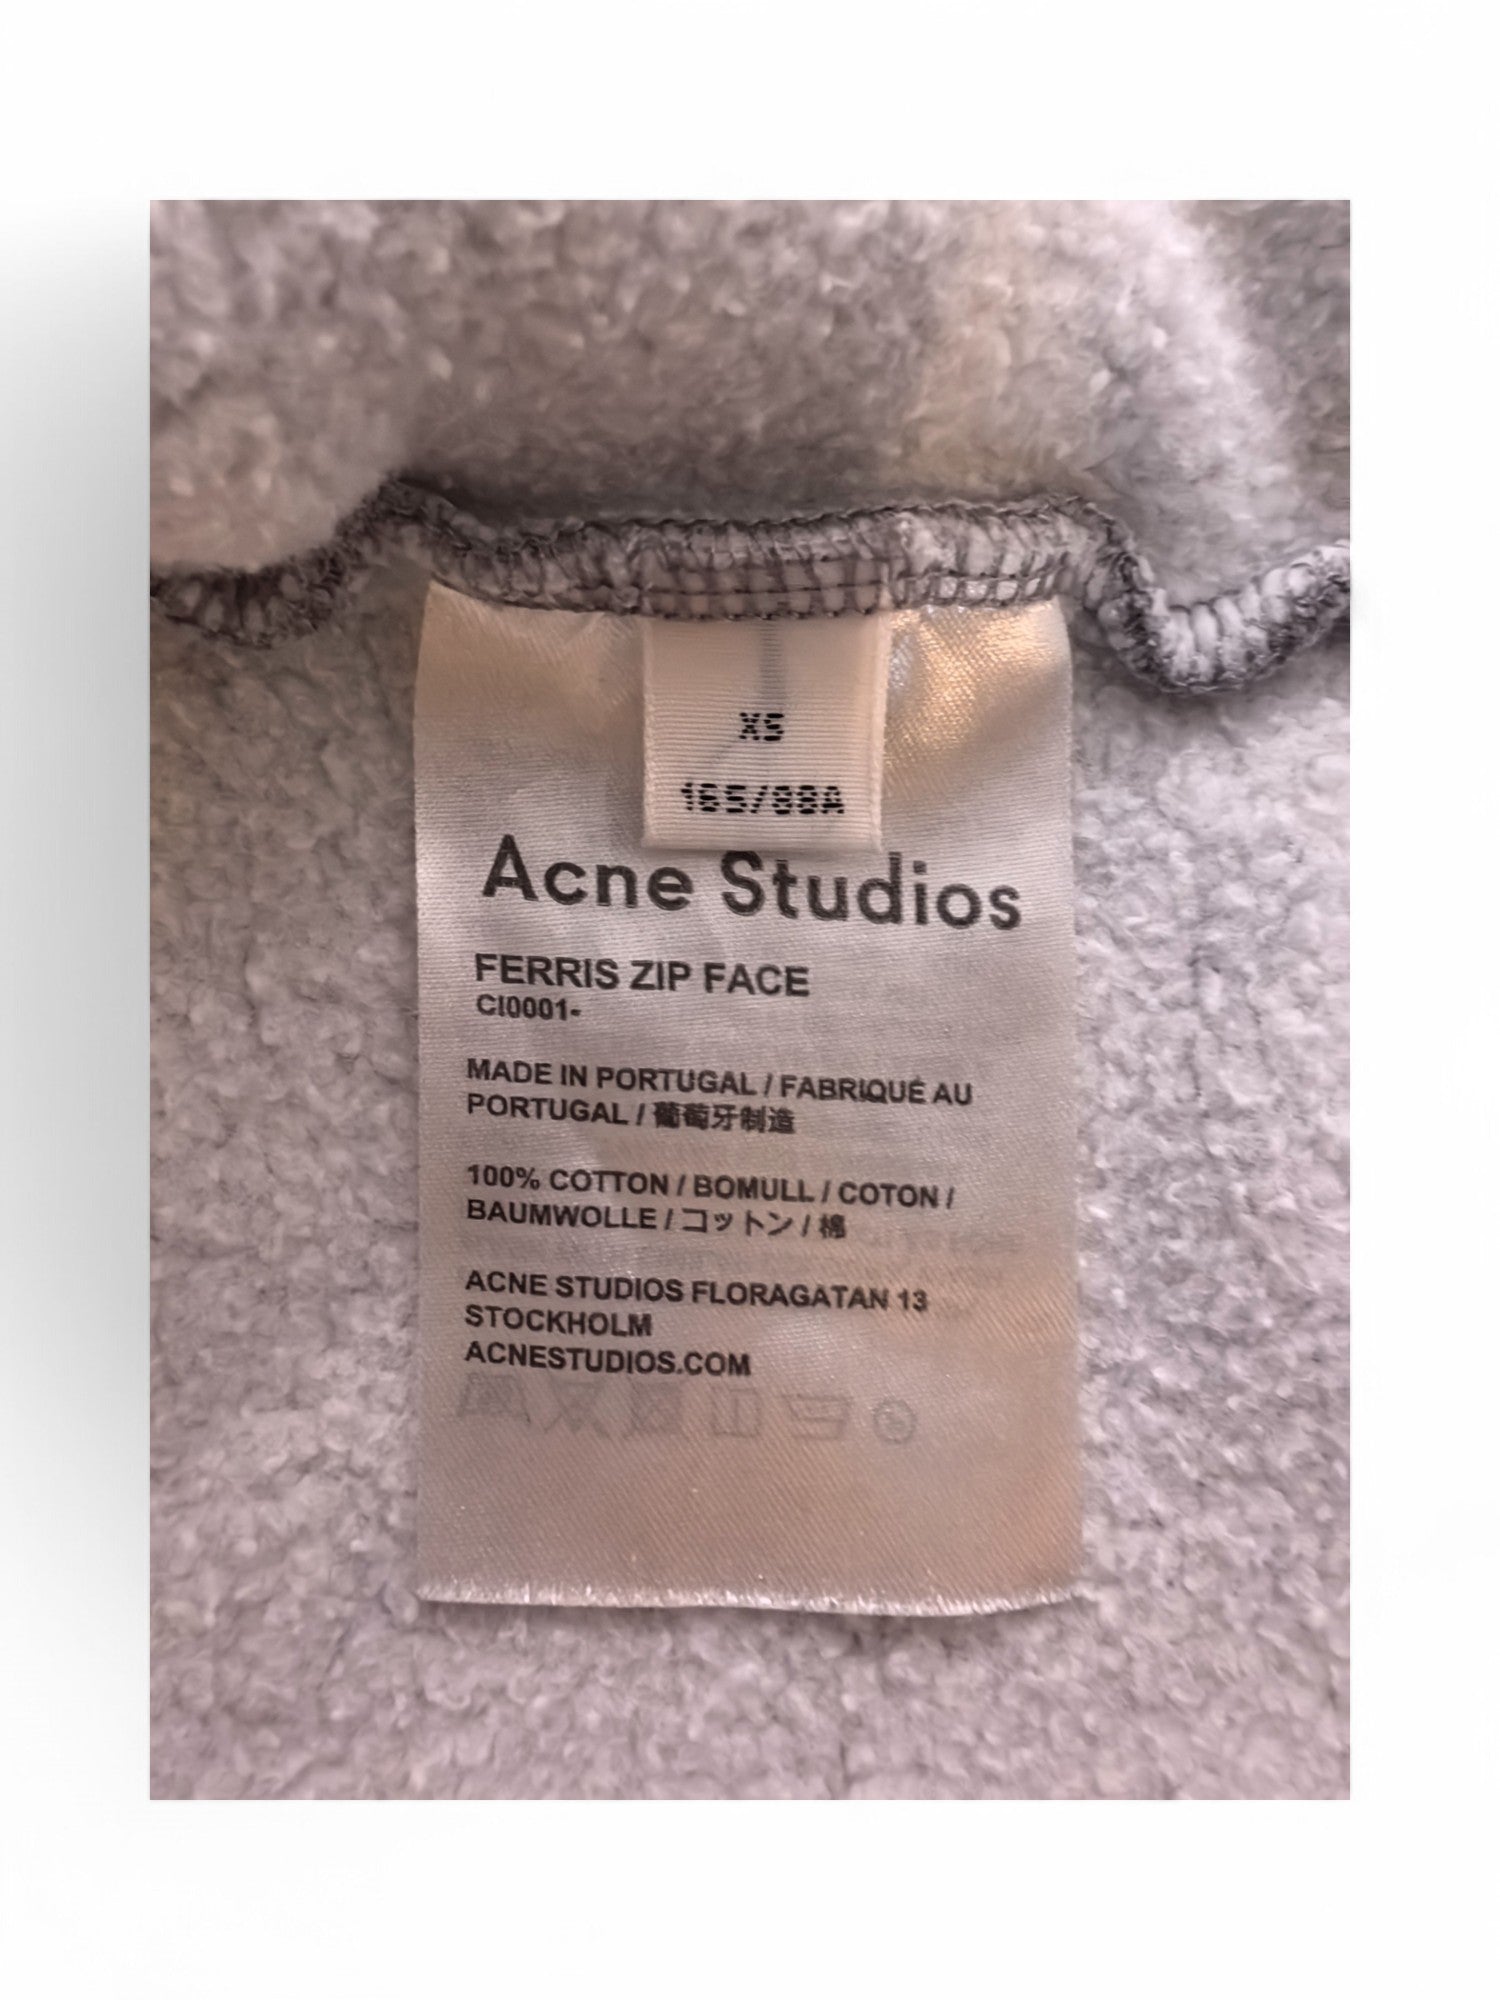 XS
165/88A
Acne Studios
FERRIS ZIP FACE
CI0001-
MADE IN PORTUGAL / FABRIQUÉ AU
PORTUGAL / 葡萄牙制造
100% COTTON / BOMULL / COTON /
BAUMWOLLE / コットン / 棉
ACNE STUDIOS FLORAGATAN 13
STOCKHOLM
ACNESTUDIOS.COM